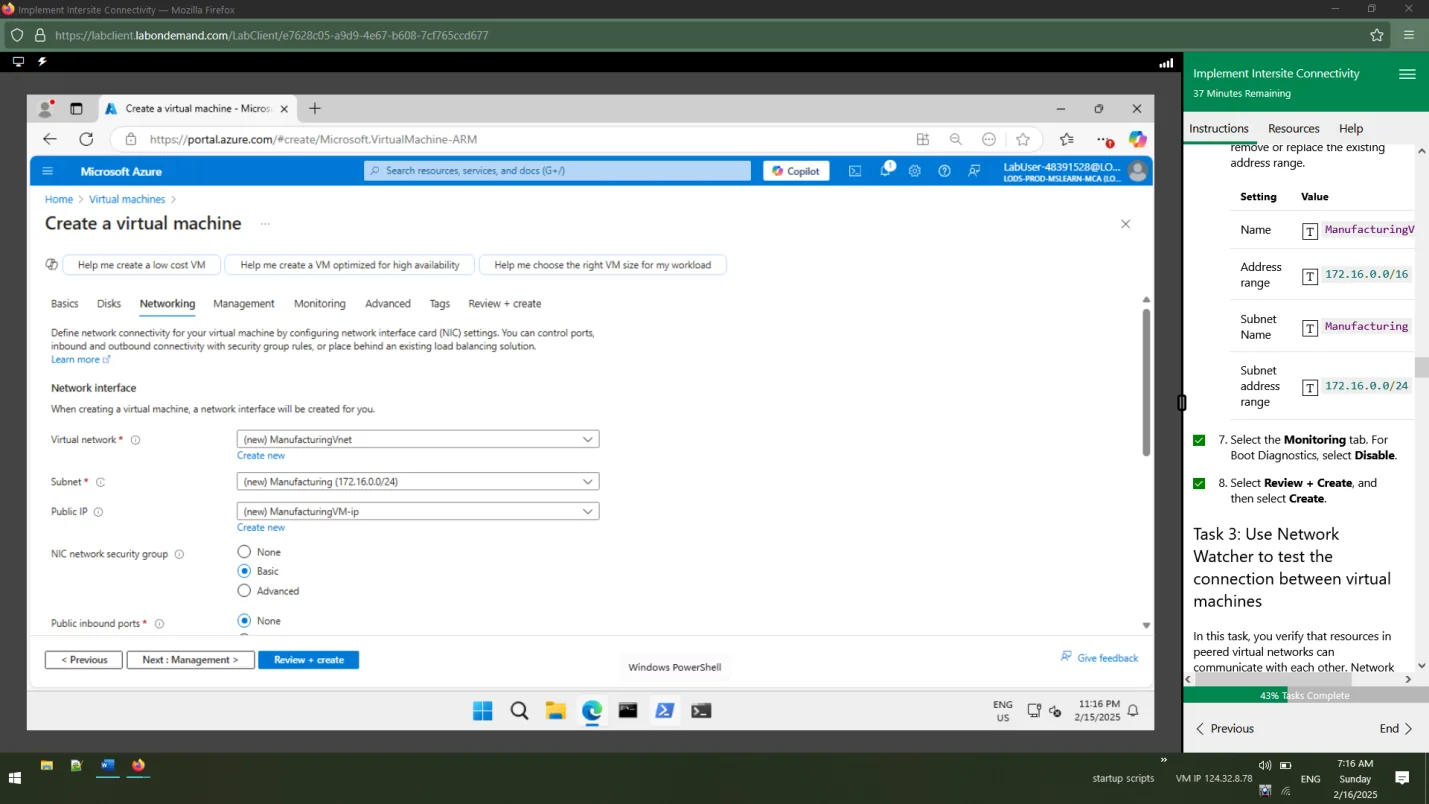 Implement Intersite Connectivity — Mozilla Firefox
https://labclient.labondemand.com/LabClient/e7628c05-a9d9-4e67-b608-7cf765ccd677
Create a virtual machine - Micros
https://portal.azure.com/#create/Microsoft.VirtualMachine-ARM
Microsoft Azure
Search resources, services, and docs (G+/)
Copilot
1
LabUser-48391528@LO...
LODS-PROD-MSLEARN-MCA (LO...
Home > Virtual machines >
Create a virtual machine ...
Help me create a low cost VM
Help me create a VM optimized for high availability
Help me choose the right VM size for my workload
Basics Disks Networking Management Monitoring Advanced Tags Review + create
Define network connectivity for your virtual machine by configuring network interface card (NIC) settings. You can control ports,
inbound and outbound connectivity with security group rules, or place behind an existing load balancing solution.
Learn more
Network interface
When creating a virtual machine, a network interface will be created for you.
Virtual network *
(new) ManufacturingVnet
Create new
Subnet *
(new) Manufacturing (172.16.0.0/24)
Public IP
(new) ManufacturingVM-ip
Create new
NIC network security group
None
Basic
Advanced
Public inbound ports *
None
< Previous
Next : Management >
Review + create
Give feedback
Windows PowerShell
ENG
US
11:16 PM
2/15/2025
Implement Intersite Connectivity
37 Minutes Remaining
Instructions Resources Help
remove or replace the existing
address range.
Setting Value
Name
T ManufacturingV
Address
range
T 172.16.0.0/16
Subnet
Name
T Manufacturing
Subnet
address
range
T 172.16.0.0/24
7. Select the Monitoring tab. For
Boot Diagnostics, select Disable.
8. Select Review + Create, and
then select Create.
Task 3: Use Network
Watcher to test the
connection between virtual
machines
In this task, you verify that resources in
peered virtual networks can
communicate with each other. Network
43% Tasks Complete
Previous
End
startup scripts
»
VM IP 124.32.8.78
ENG
7:16 AM
Sunday
2/16/2025